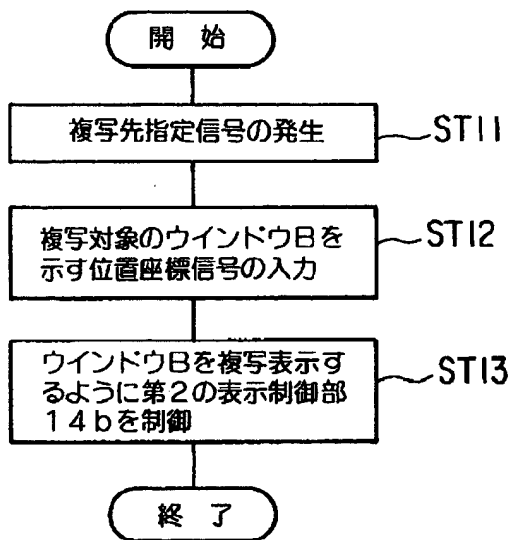 開 始
複写先指定信号の発生
ST11
複写対象のウインドウBを
示す位置座標信号の入力
ST12
ウインドウBを複写表示す
るように第2の表示制御部
14bを制御
ST13
終 了